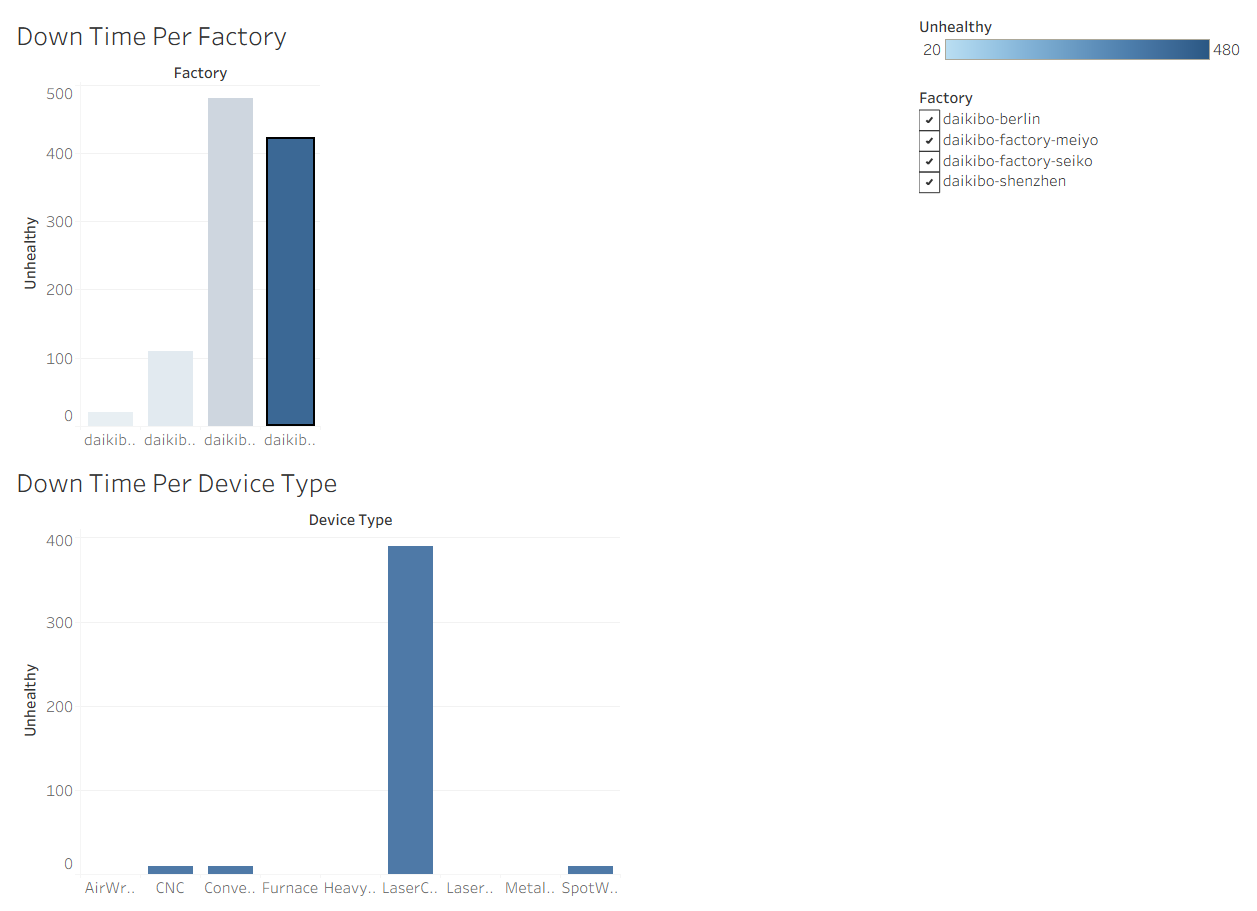 Down Time Per Factory
Factory
Unhealthy
500
400
300
200
100
0
daikib.. daikib.. daikib.. daikib..
Unhealthy
20 480
Factory
daikibo-berlin
daikibo-factory-meiyo
daikibo-factory-seiko
daikibo-shenzhen
Down Time Per Device Type
Device Type
Unhealthy
400
300
200
100
0
AirWr.. CNC Conve.. Furnace Heavy.. LaserC.. Laser.. Metal.. SpotW..